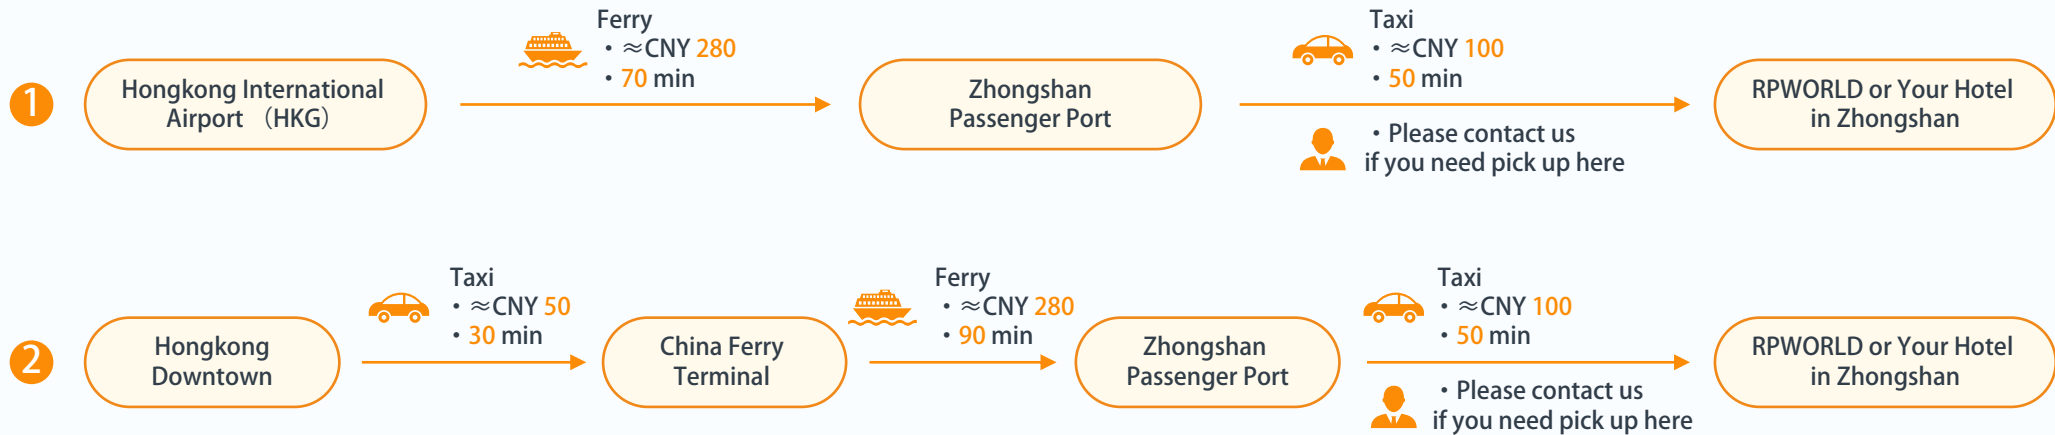 1
Hongkong International
Airport （HKG）
Ferry
· ≈CNY 280
· 70 min
Zhongshan
Passenger Port
Taxi
· ≈CNY 100
· 50 min
· Please contact us
if you need pick up here
RPWORLD or Your Hotel
in Zhongshan
2
Hongkong
Downtown
Taxi
· ≈CNY 50
· 30 min
China Ferry
Terminal
Ferry
· ≈CNY 280
· 90 min
Zhongshan
Passenger Port
Taxi
· ≈CNY 100
· 50 min
· Please contact us
if you need pick up here
RPWORLD or Your Hotel
in Zhongshan